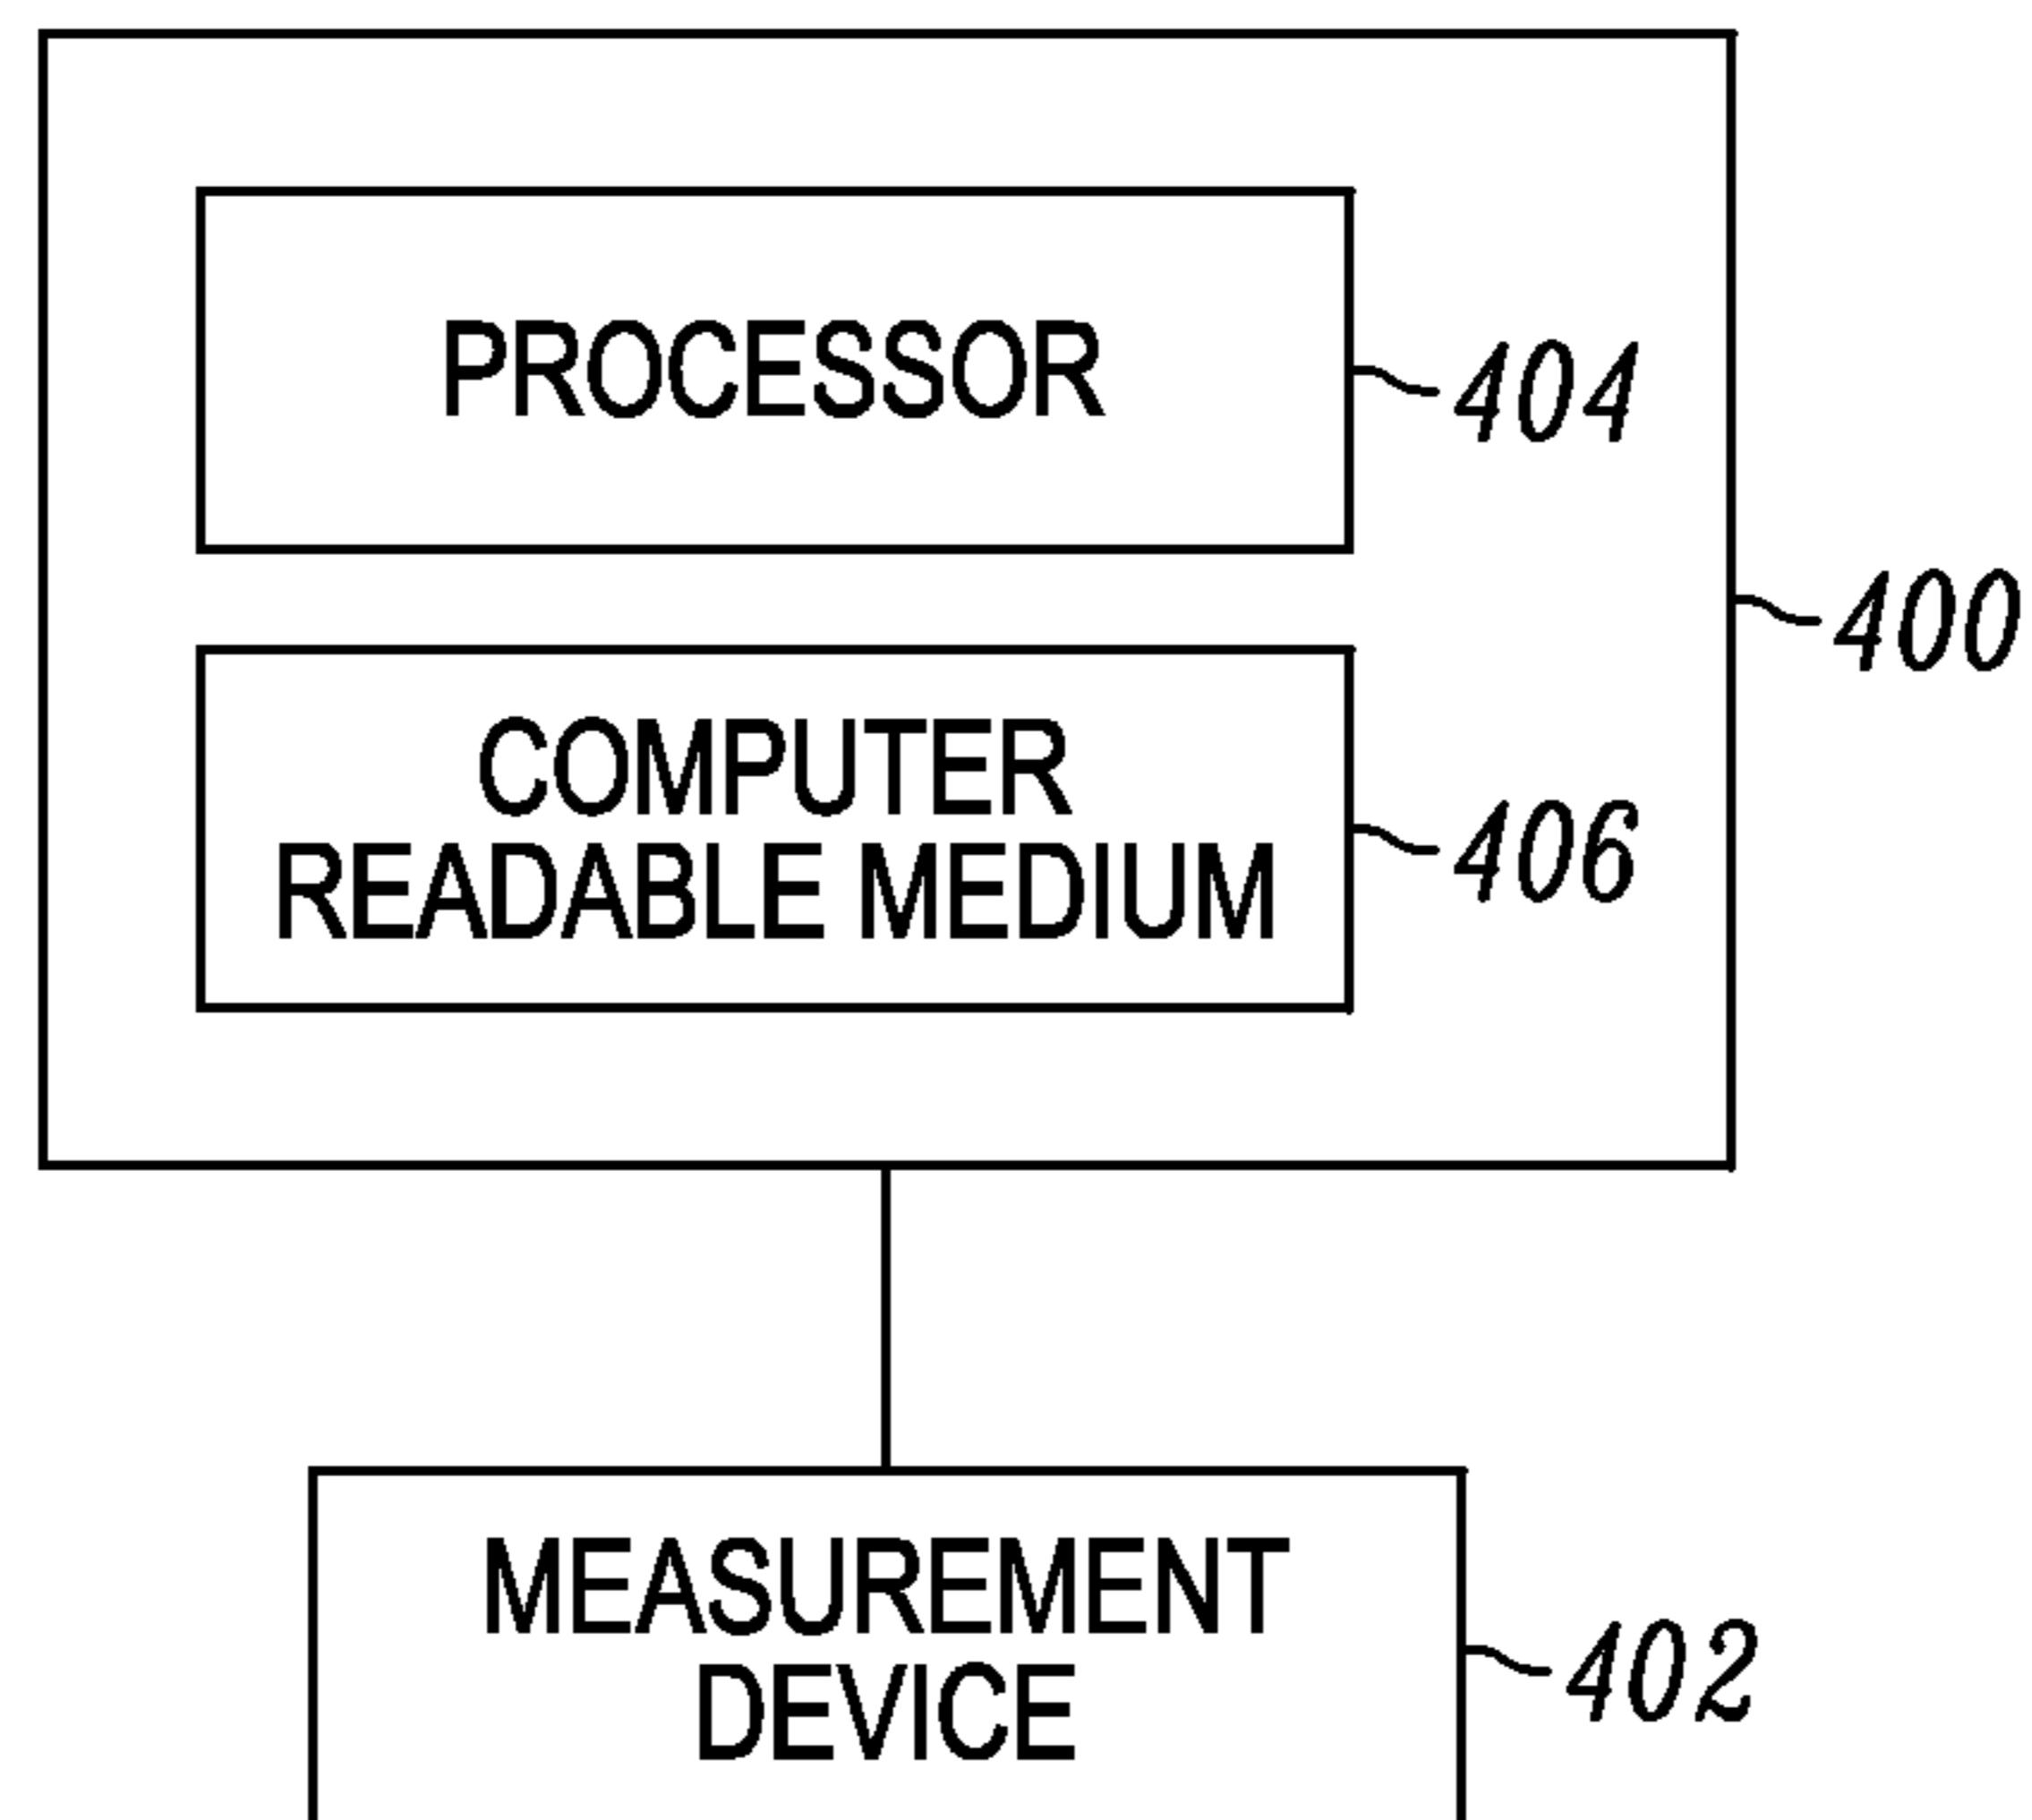 PROCESSOR
404
400
COMPUTER
READABLE MEDIUM
406
MEASUREMENT
DEVICE
402